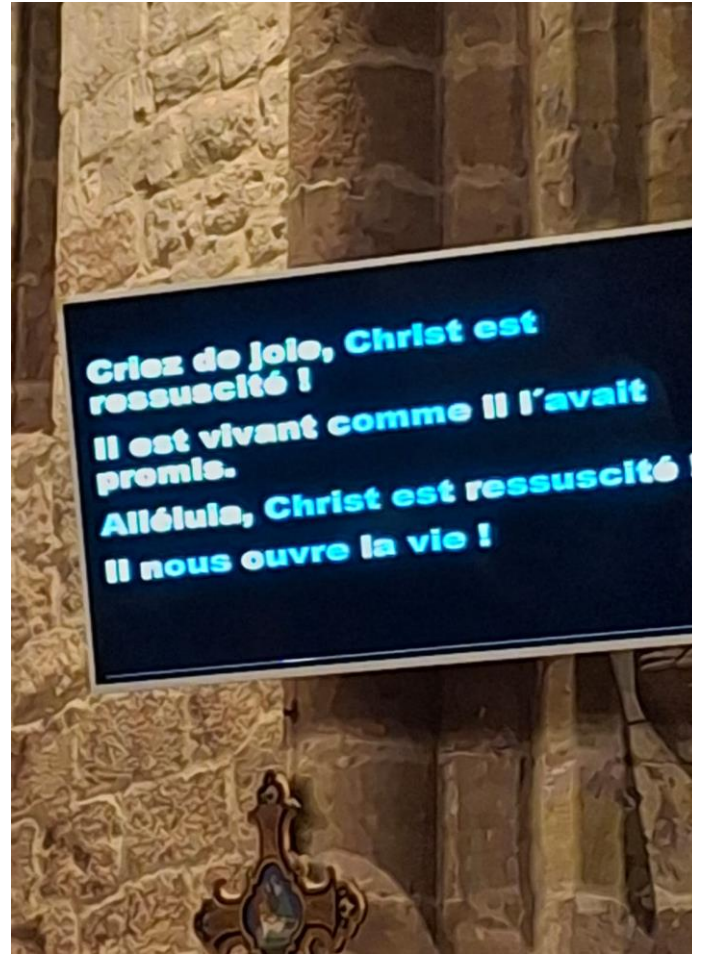 Criez de joie, Christ est
ressuscité !
Il est vivant comme Il l´avait
promis.
Alléluia, Christ est ressuscité !
Il nous ouvre la vie !